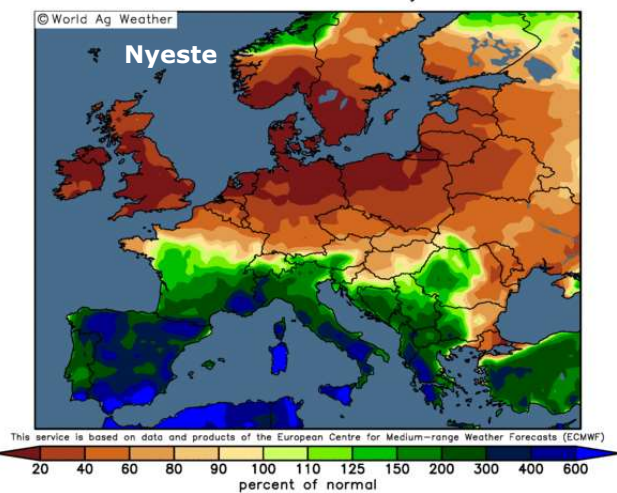 © World Ag Weather
Nyeste
This service is based on data and products of the European Centre for Medium-range Weather Forecasts (ECMWF)
20 40 60 80 90 100 110 125 150 200 300 400 600
percent of normal